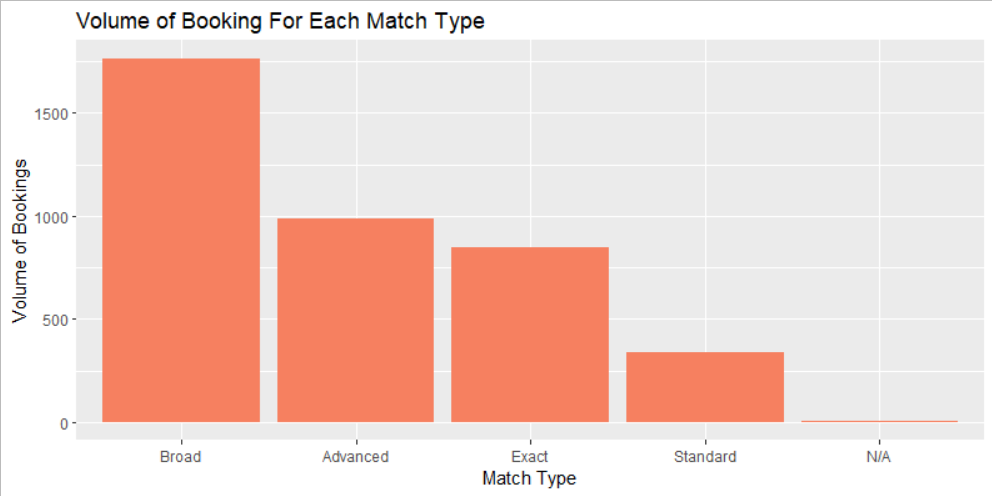 Volume of Booking For Each Match Type
Volume of Bookings
1500
1000
500
0
Broad Advanced Exact Standard N/A
Match Type